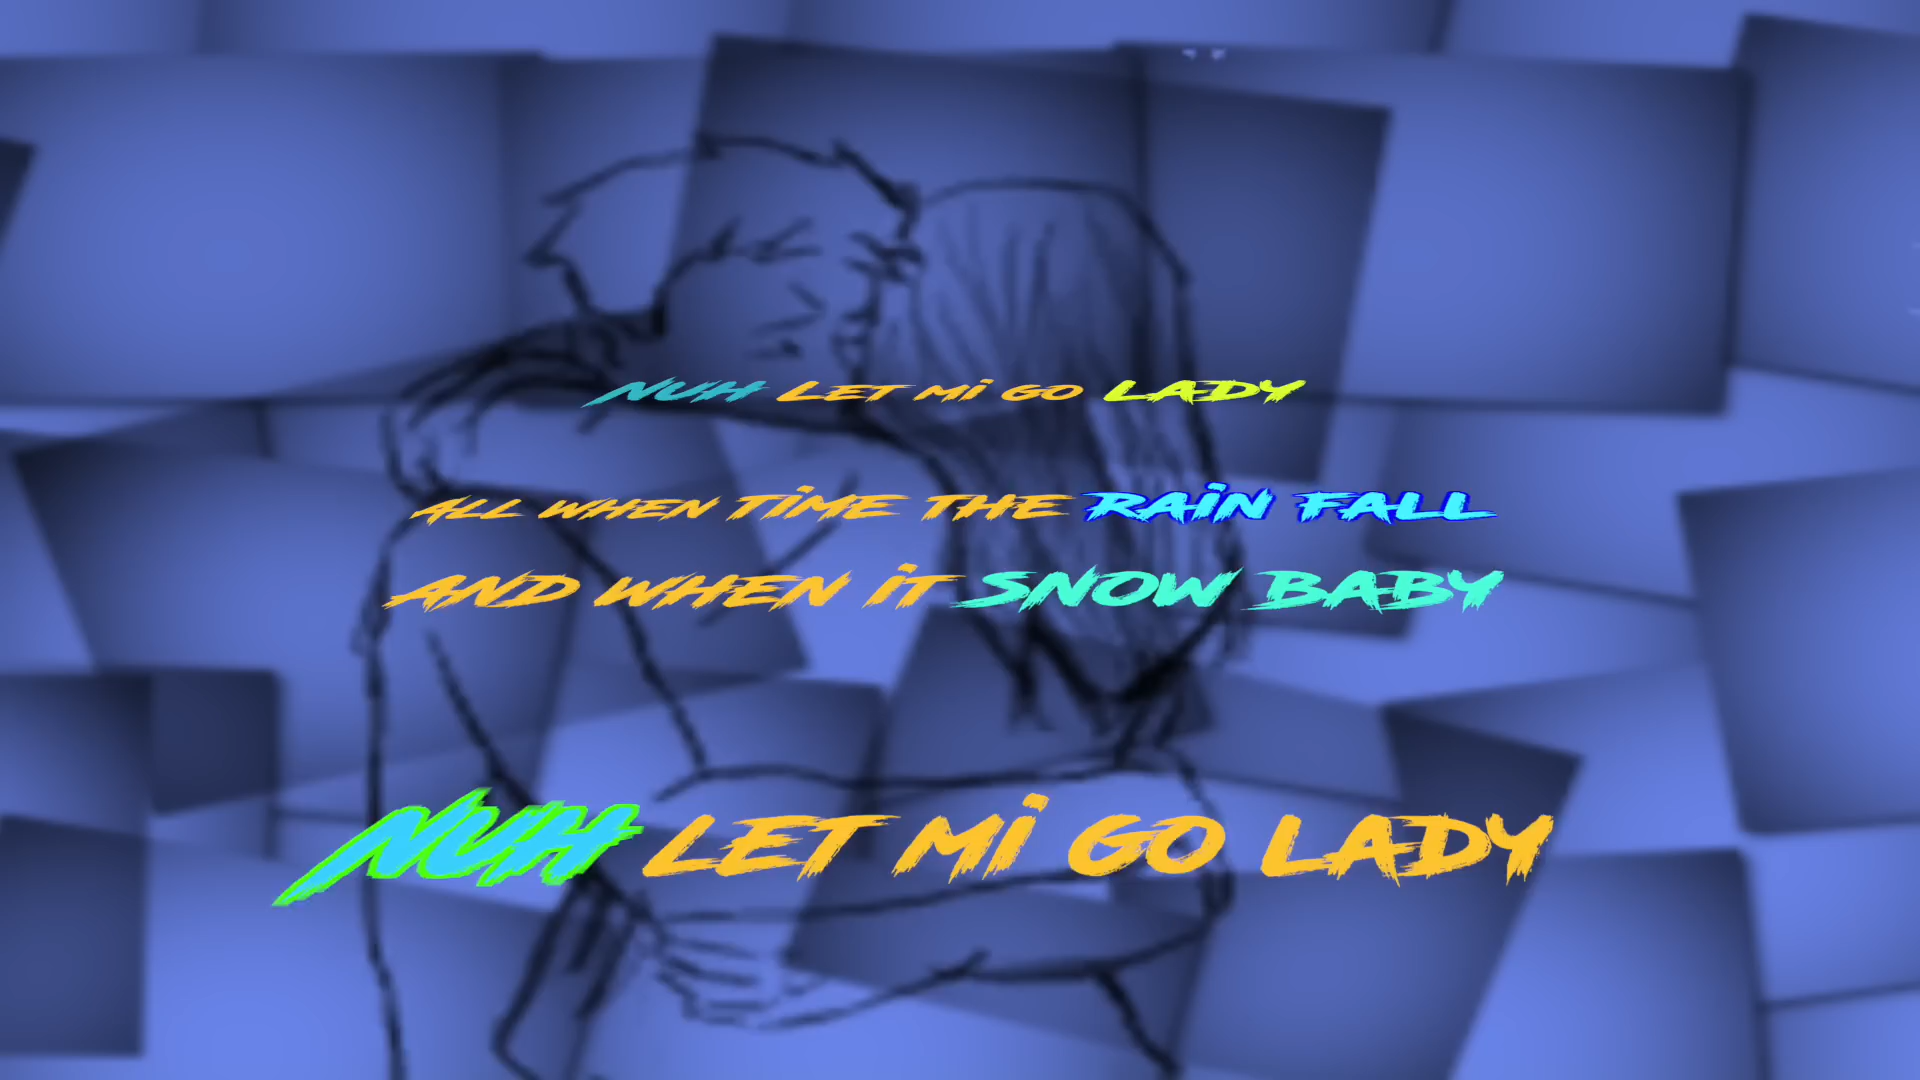 NUH LET Mi GO LADY
ALL WHEN TiME THE RAiN FALL
AND WHEN iT SNOW BABY
NUH LET Mi GO LADY